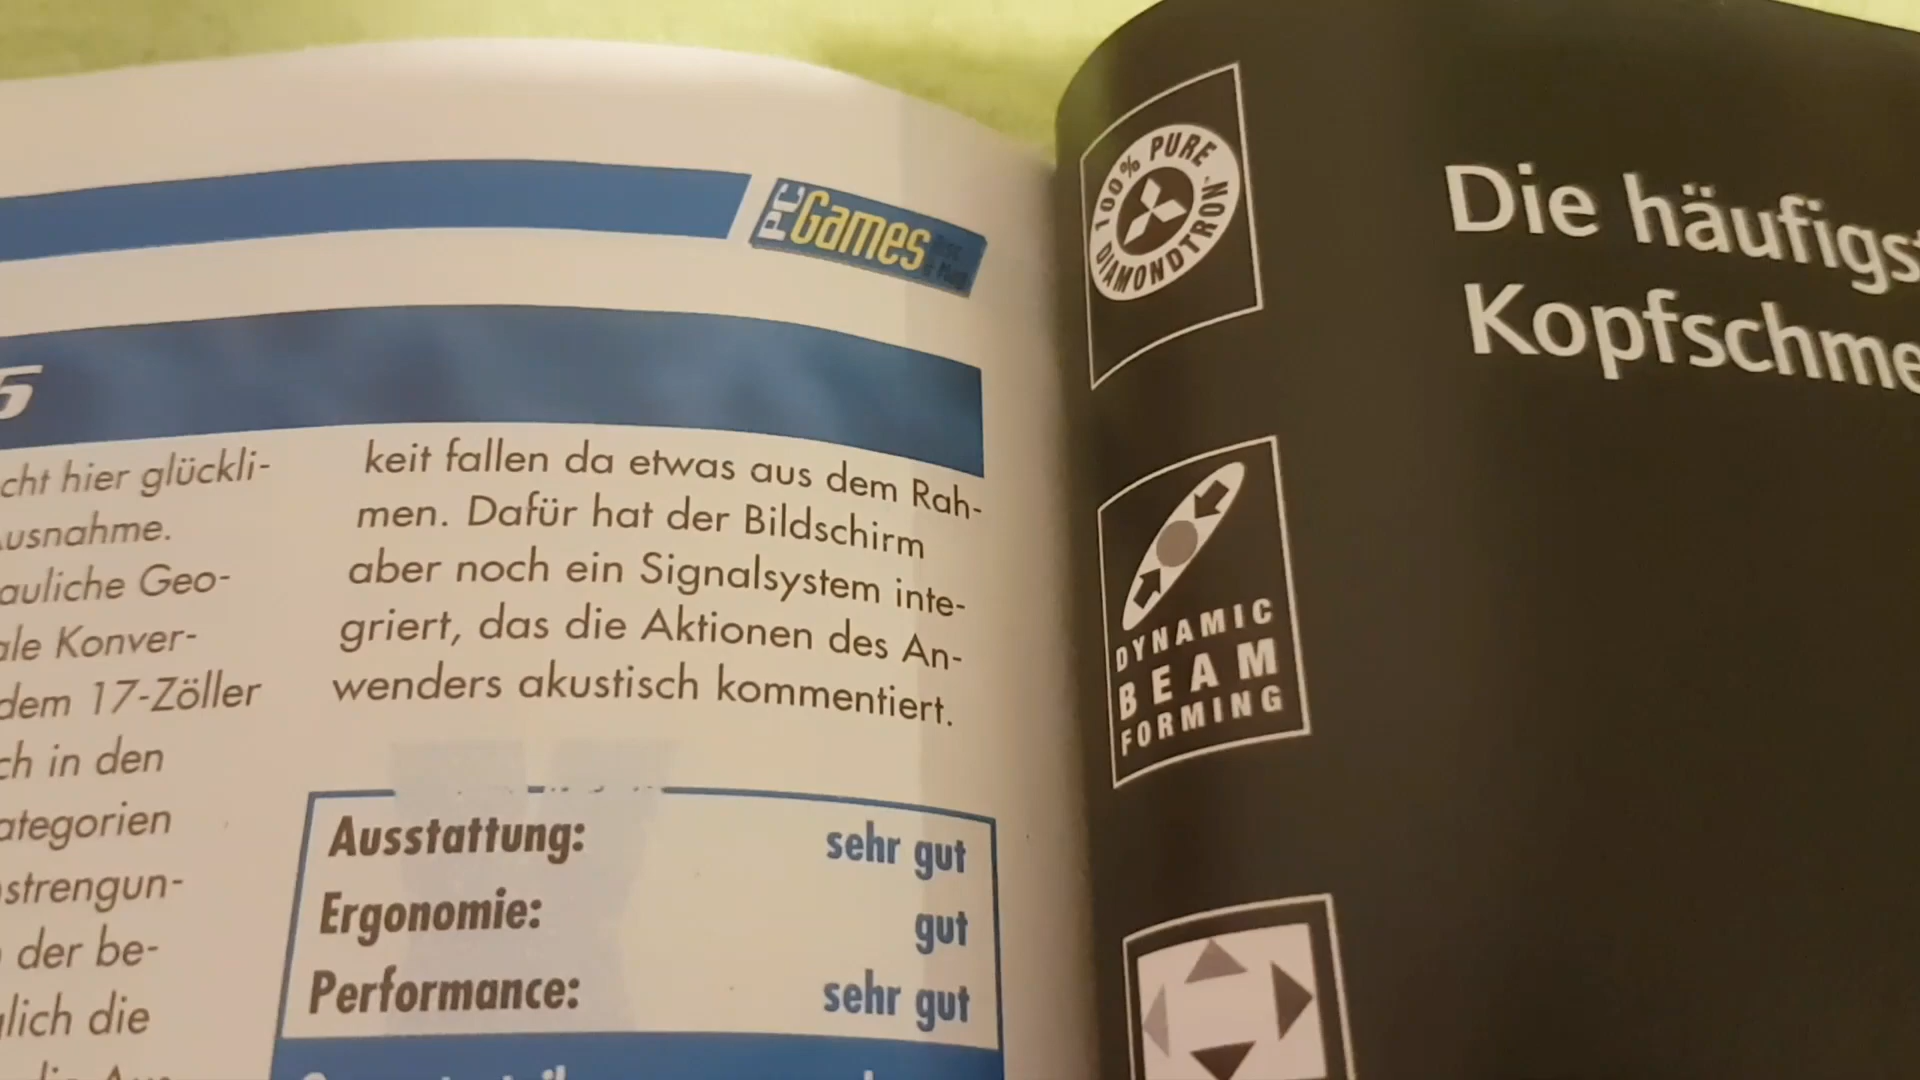 PC Games
5
cht hier glückli-
usnahme.
auliche Geo-
ale Konver-
dem 17-Zöller
ch in den
ategorien
strengun-
der be-
glich die
keit fallen da etwas aus dem Rah-
men. Dafür hat der Bildschirm
aber noch ein Signalsystem inte-
griert, das die Aktionen des An-
wenders akustisch kommentiert.
Ausstattung: sehr gut
Ergonomie: gut
Performance: sehr gut
100% PURE
DIAMONDTRON™
DYNAMIC
BEAM
FORMING
Die häufigst
Kopfschme